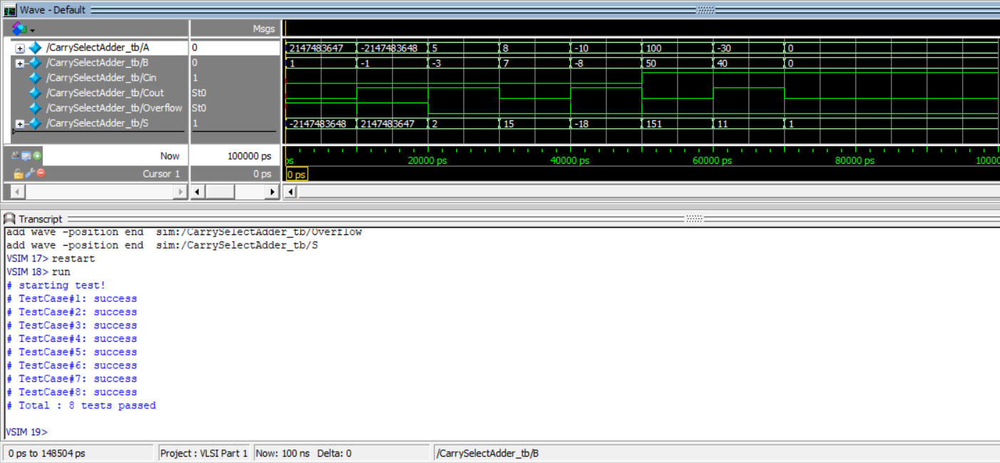 Wave - Default
Msgs
/CarrySelectAdder_tb/A 0 2147483647 -2147483648 5 8 -10 100 -30 0
/CarrySelectAdder_tb/B 0 1 -1 -3 7 -8 50 40 0
/CarrySelectAdder_tb/Cin 1
/CarrySelectAdder_tb/Cout St0
/CarrySelectAdder_tb/Overflow St0
/CarrySelectAdder_tb/S 1 -2147483648 2147483647 2 15 -18 151 11 1
Now 100000 ps ps 20000 ps 40000 ps 60000 ps 80000 ps 10000
Cursor 1 0 ps 0 ps
Transcript
add wave -position end sim:/CarrySelectAdder_tb/Overflow
add wave -position end sim:/CarrySelectAdder_tb/S
VSIM 17> restart
VSIM 18> run
# starting test!
# TestCase#1: success
# TestCase#2: success
# TestCase#3: success
# TestCase#4: success
# TestCase#5: success
# TestCase#6: success
# TestCase#7: success
# TestCase#8: success
# Total : 8 tests passed
VSIM 19>
0 ps to 148504 ps Project : VLSI Part 1 Now: 100 ns Delta: 0 /CarrySelectAdder_tb/B